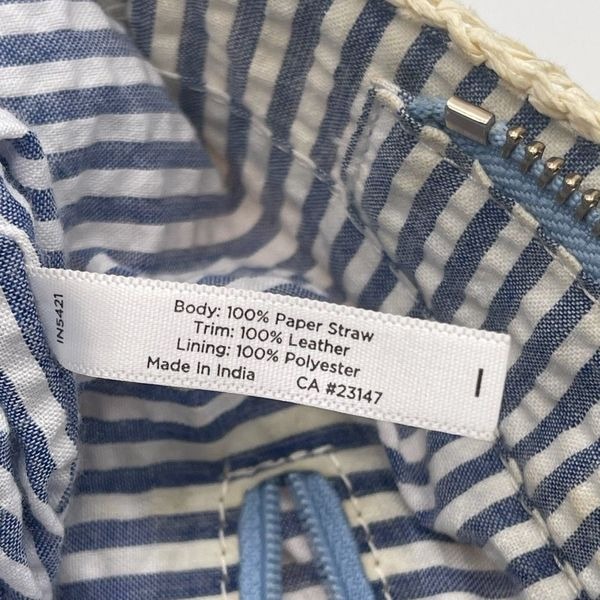 IN5421
Body: 100% Paper Straw
Trim: 100% Leather
Lining: 100% Polyester
Made In India CA #23147
I